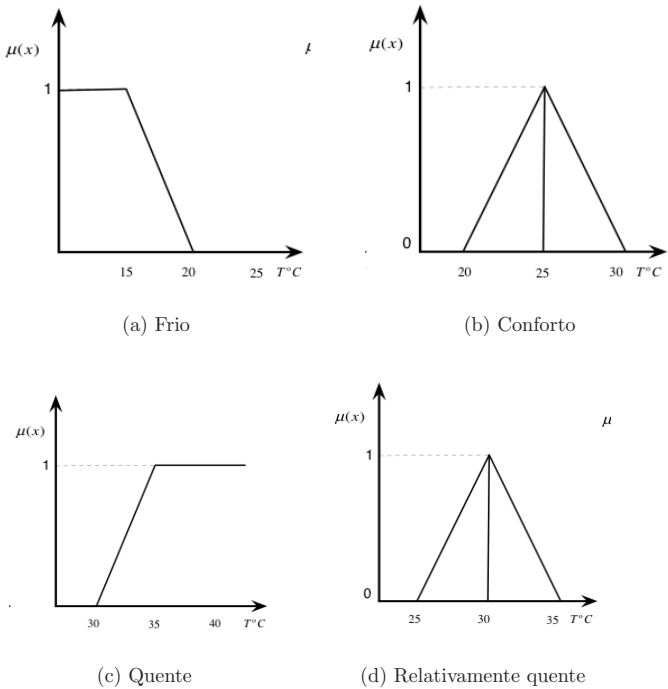 μ(x)
1
15 20 25 T°C
(a) Frio
μ
μ(x)
1
0
20 25 30 T°C
(b) Conforto
μ(x)
1
30 35 40 T°C
(c) Quente
μ(x)
1
0
25 30 35 T°C
(d) Relativamente quente
μ